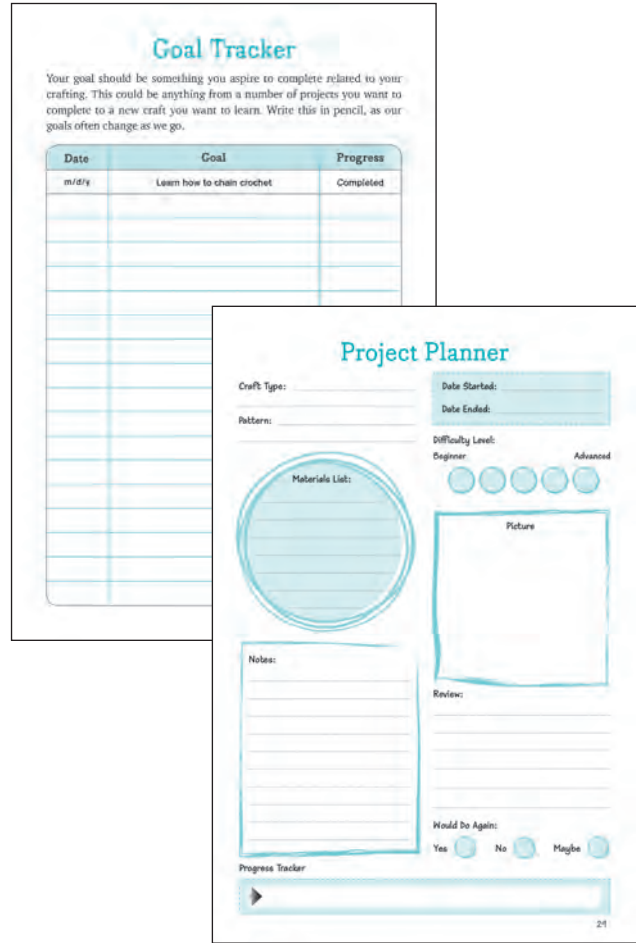 Goal Tracker
Your goal should be something you aspire to complete related to your
crafting. This could be anything from a number of projects you want to
complete to a new craft you want to learn. Write this in pencil, as our
goals often change as we go.
Date Goal Progress
m/d/y Learn how to chain crochet Completed
Project Planner
Craft Type:
Pattern:
Date Started:
Date Ended:
Difficulty Level:
Beginner Advanced
Materials List:
Picture
Notes:
Review:
Would Do Again:
Yes No Maybe
Progress Tracker
29